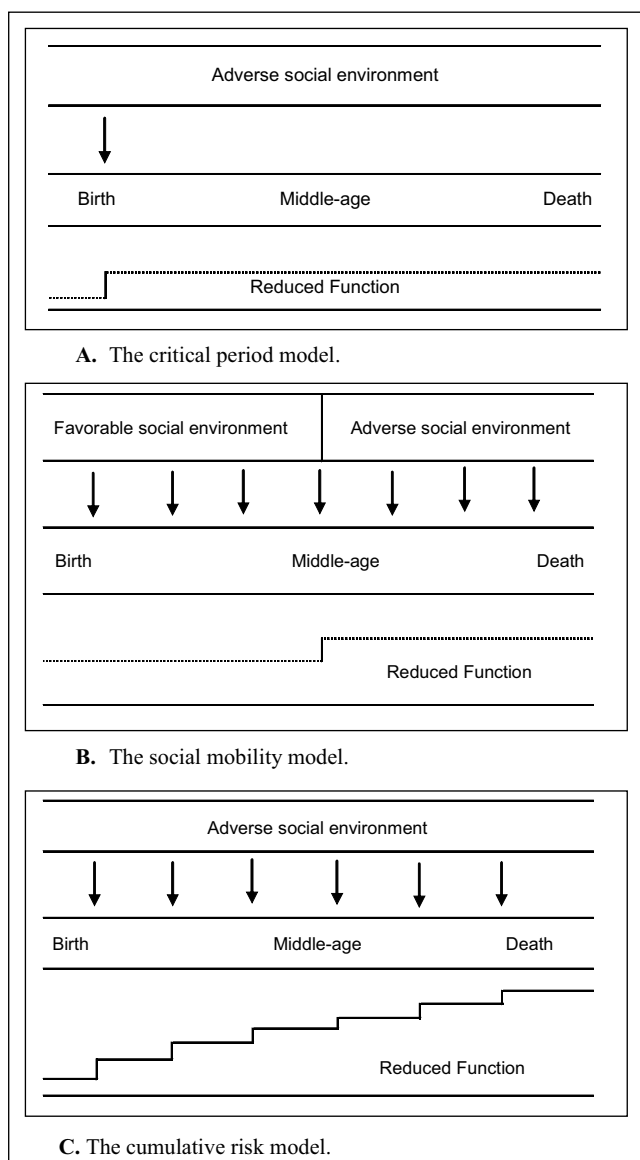 Adverse social environment
Birth Middle-age Death
Reduced Function
A. The critical period model.
Favorable social environment Adverse social environment
Birth Middle-age Death
Reduced Function
B. The social mobility model.
Adverse social environment
Birth Middle-age Death
Reduced Function
C. The cumulative risk model.